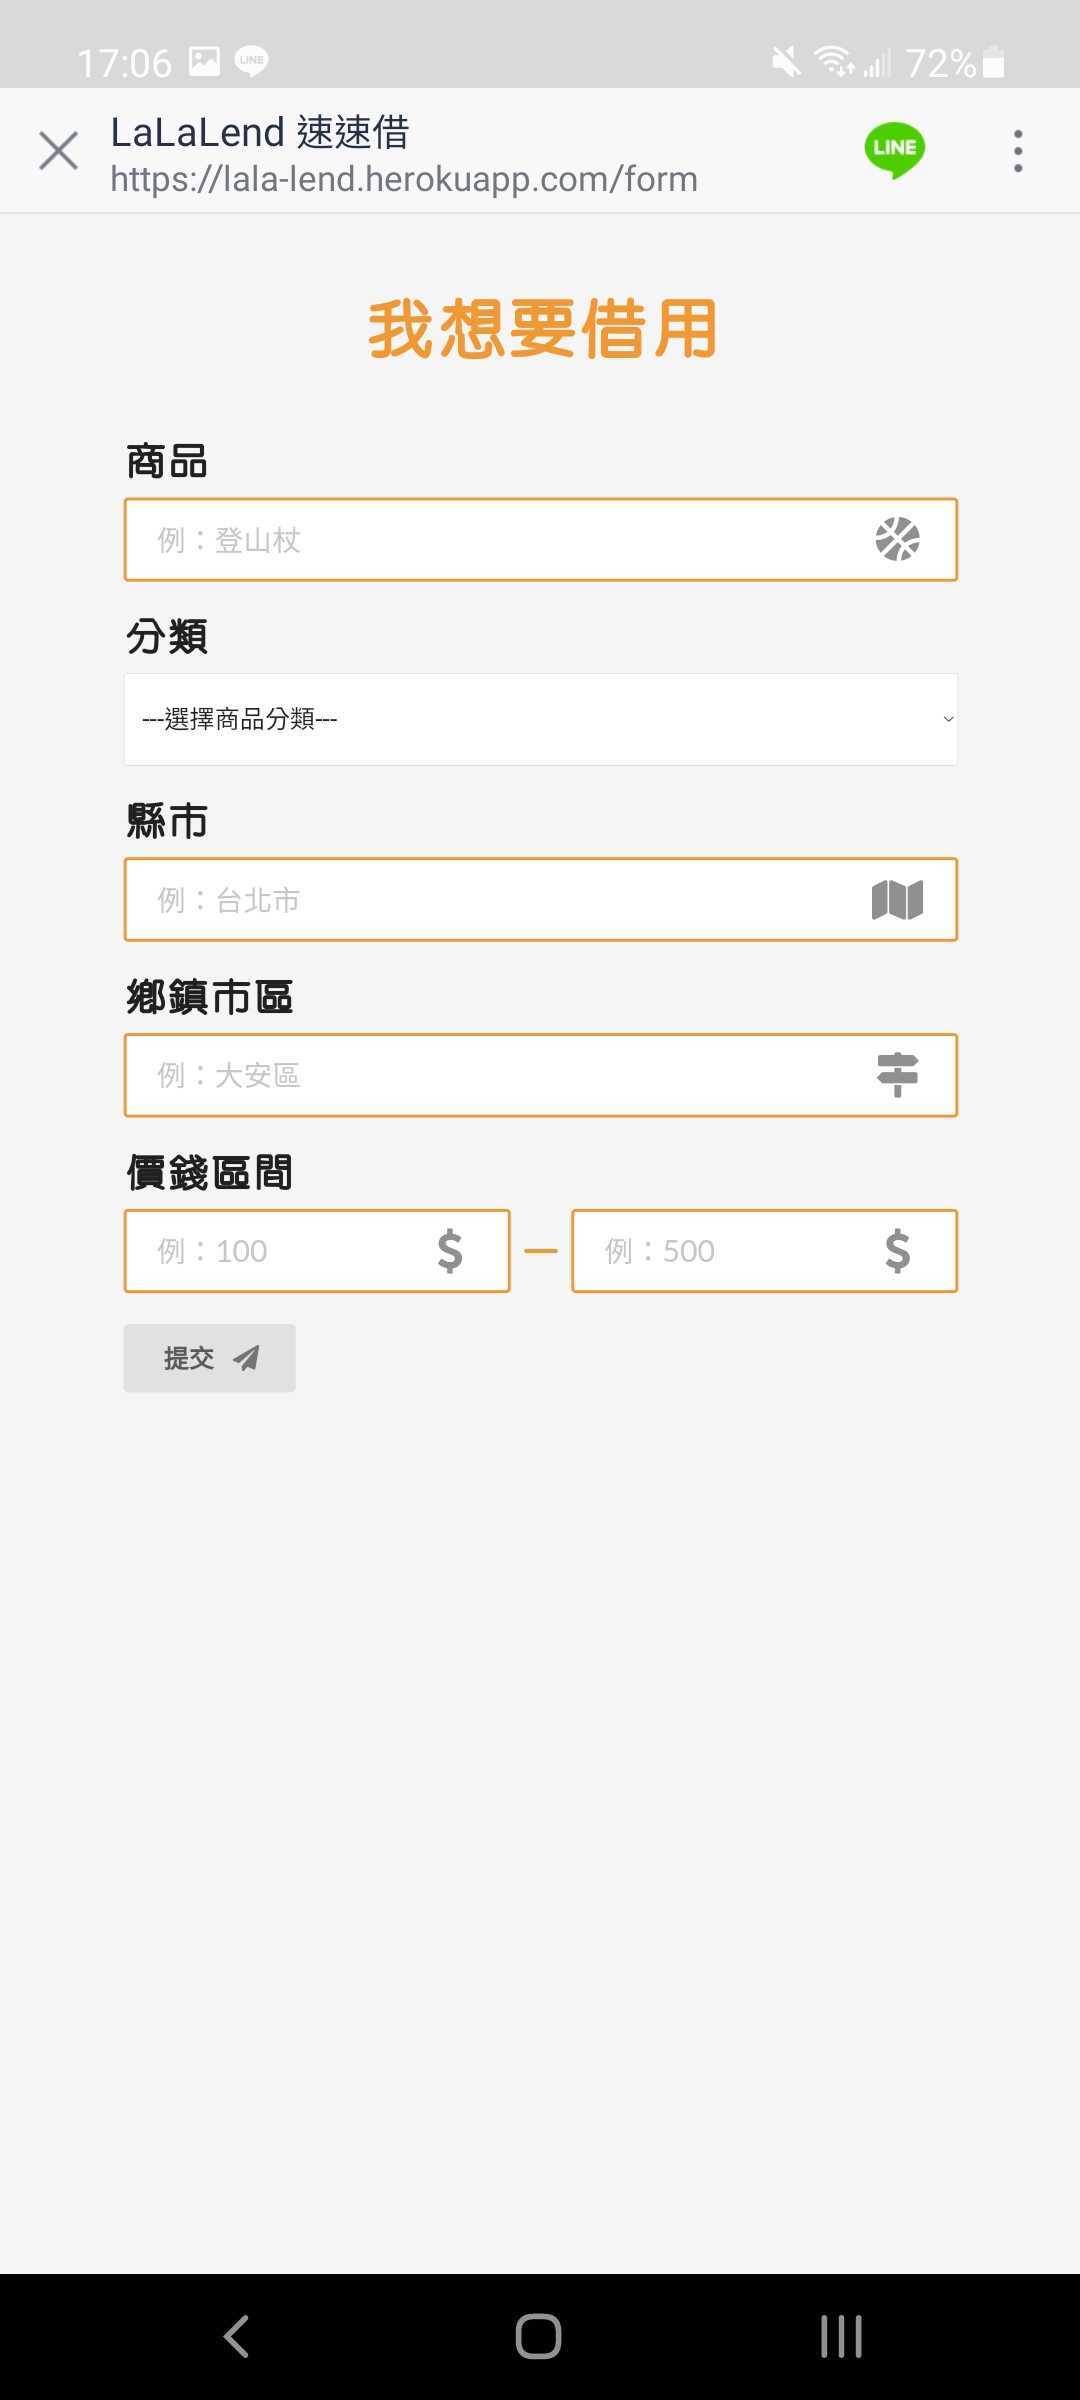 17:06 LINE 72%
LaLaLend 速速借
https://lala-lend.herokuapp.com/form
LINE
我想要借用
商品
例：登山杖
分類
---選擇商品分類---
縣市
例：台北市
鄉鎮市區
例：大安區
價錢區間
例：100 $ — 例：500 $
提交